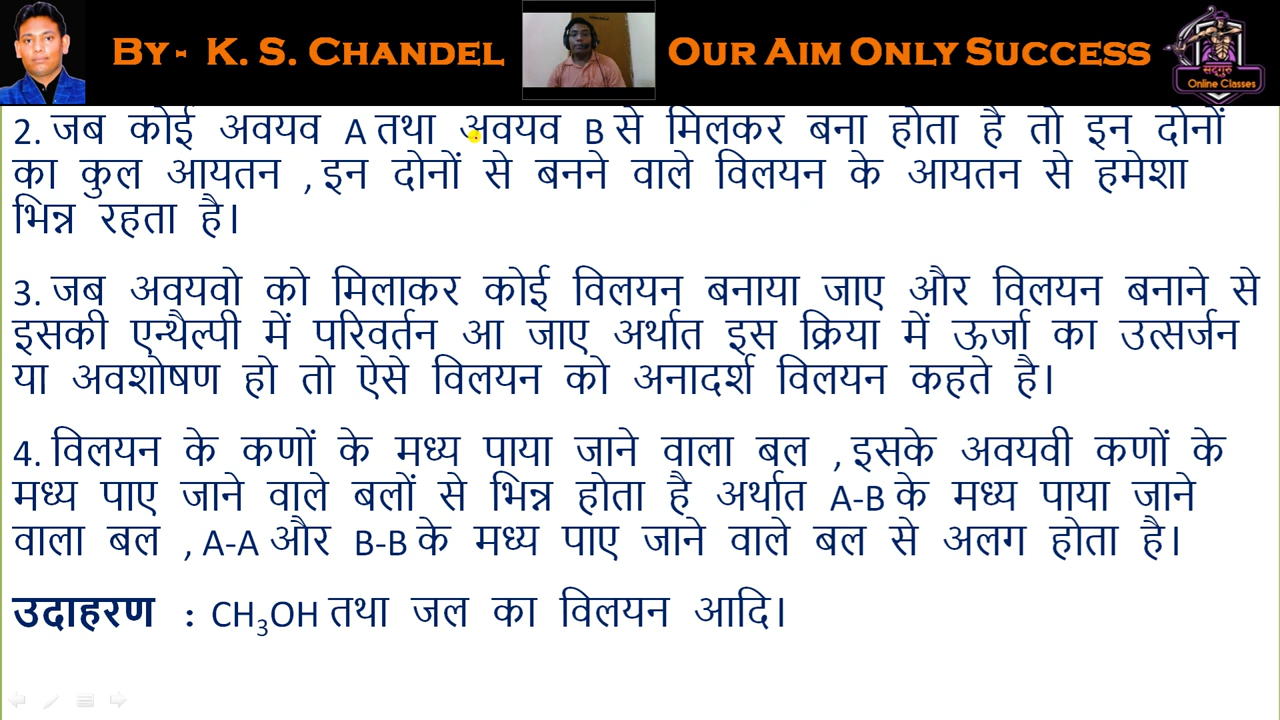 By - K. S. Chandel
Our Aim Only Success
सद्गुरु
Online Classes
2. जब कोई अवयव A तथा अवयव B से मिलकर बना होता है तो इन दोनों
का कुल आयतन , इन दोनों से बनने वाले विलयन के आयतन से हमेशा
भिन्न रहता है।
3. जब अवयवो को मिलाकर कोई विलयन बनाया जाए और विलयन बनाने से
इसकी एन्थैल्पी में परिवर्तन आ जाए अर्थात इस क्रिया में ऊर्जा का उत्सर्जन
या अवशोषण हो तो ऐसे विलयन को अनादर्श विलयन कहते है।
4. विलयन के कणों के मध्य पाया जाने वाला बल , इसके अवयवी कणों के
मध्य पाए जाने वाले बलों से भिन्न होता है अर्थात A-B के मध्य पाया जाने
वाला बल , A-A और B-B के मध्य पाए जाने वाले बल से अलग होता है।
उदाहरण : CH₃OH तथा जल का विलयन आदि।